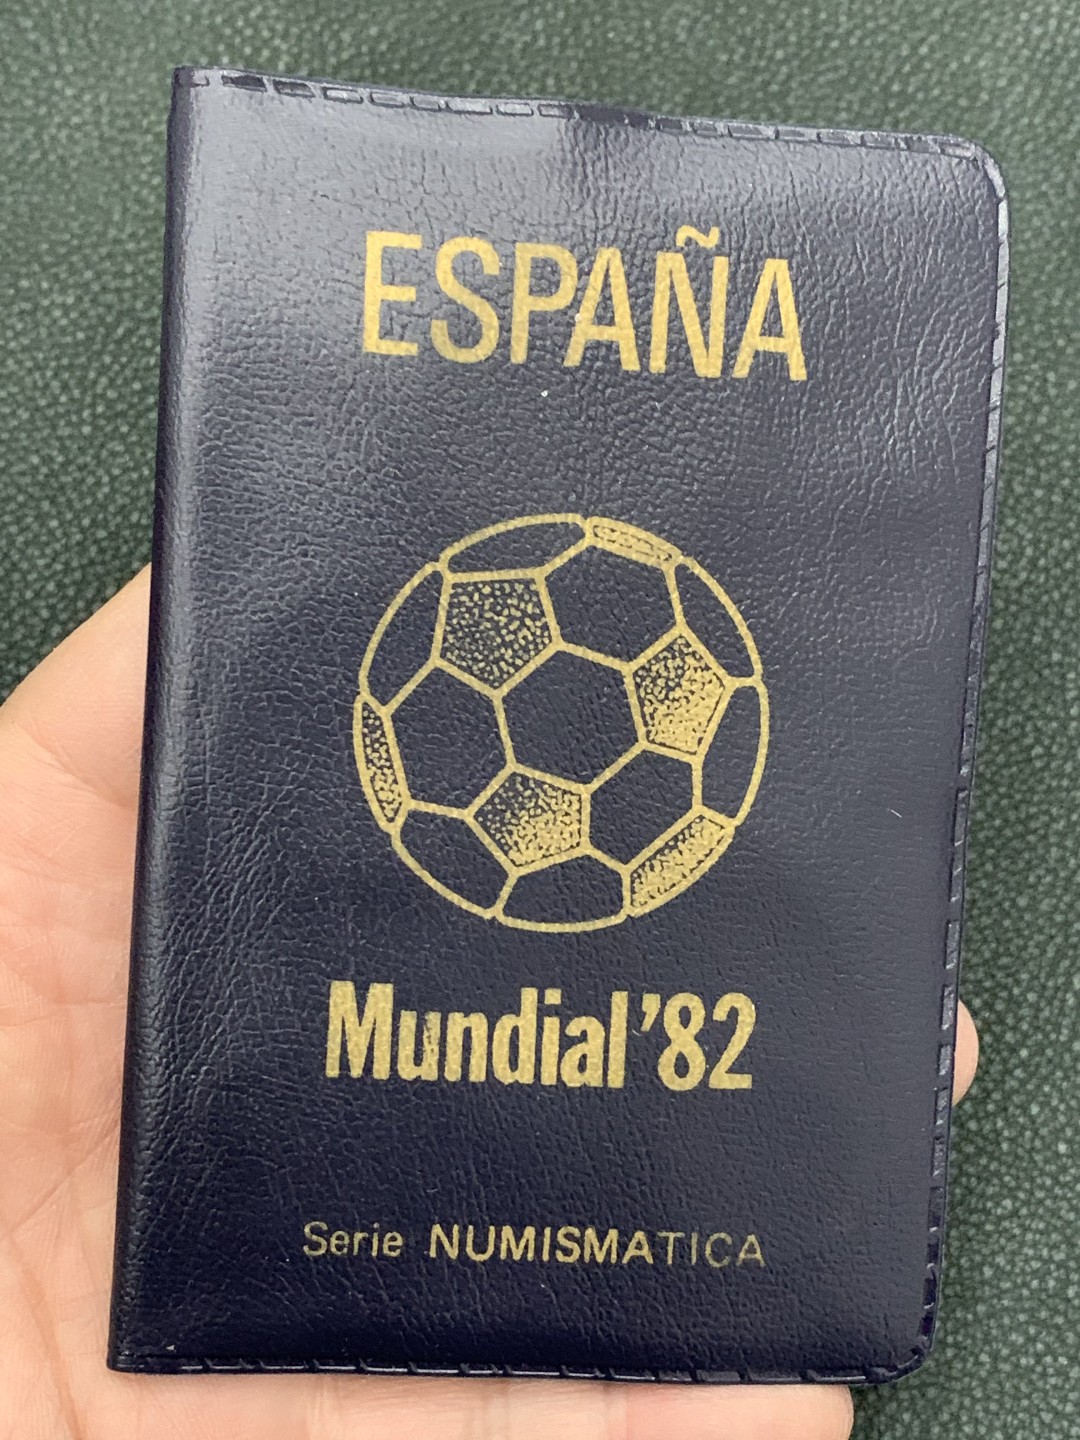 ESPAÑA
Mundial '82
Serie NUMISMATICA